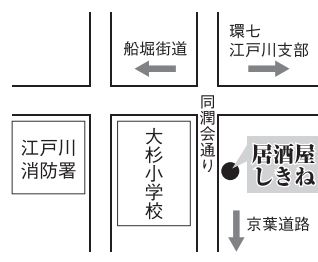 船堀街道
環七
江戸川支部
同潤会通り
江戸川
消防署
大杉小学校
居酒屋
しきね
京葉道路